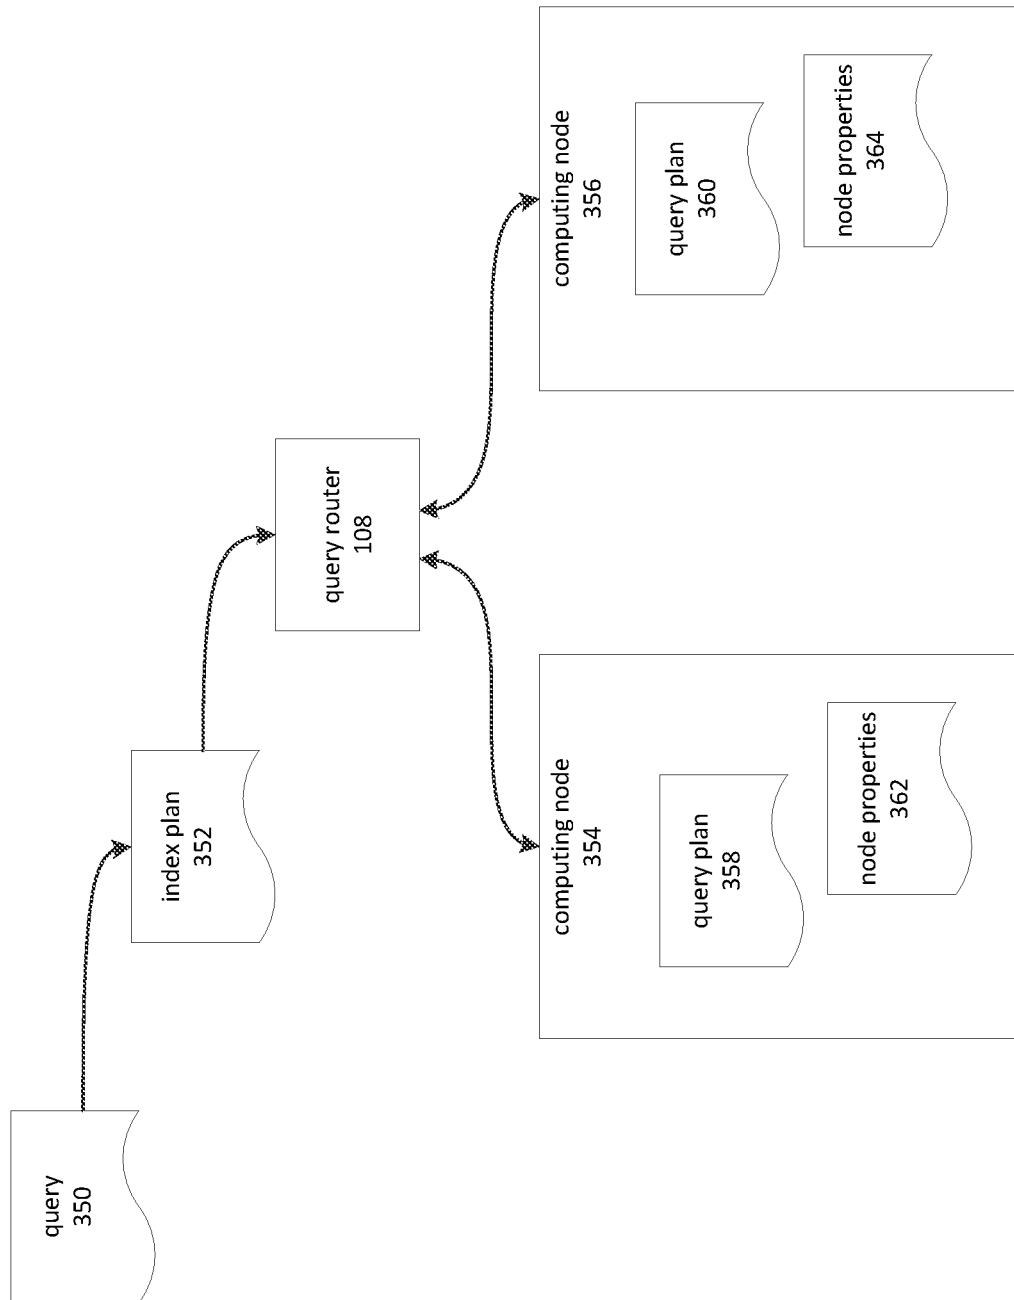 query
350
index plan
352
query router
108
computing node
354
query plan
358
node properties
362
computing node
356
query plan
360
node properties
364